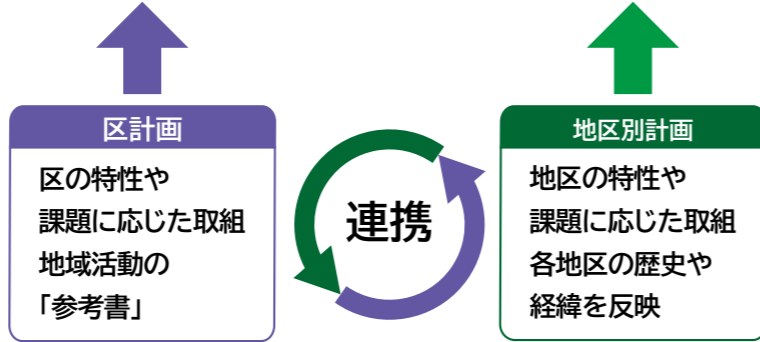 区計画
区の特性や
課題に応じた取組
地域活動の
「参考書」
連携
地区別計画
地区の特性や
課題に応じた取組
各地区の歴史や
経緯を反映